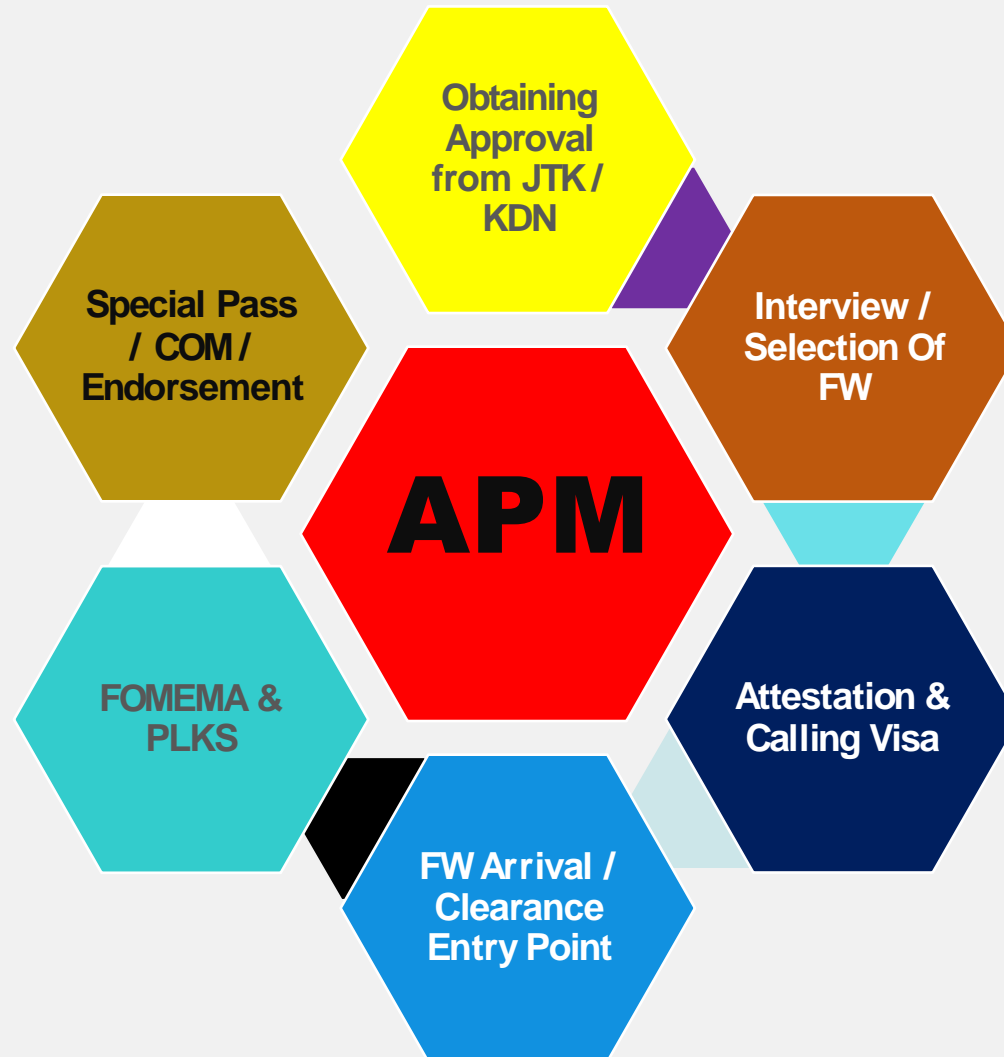 Obtaining
Approval
from JTK /
KDN
Interview /
Selection Of
FW
Attestation &
Calling Visa
FW Arrival /
Clearance
Entry Point
FOMEMA &
PLKS
Special Pass
/ COM /
Endorsement
APM